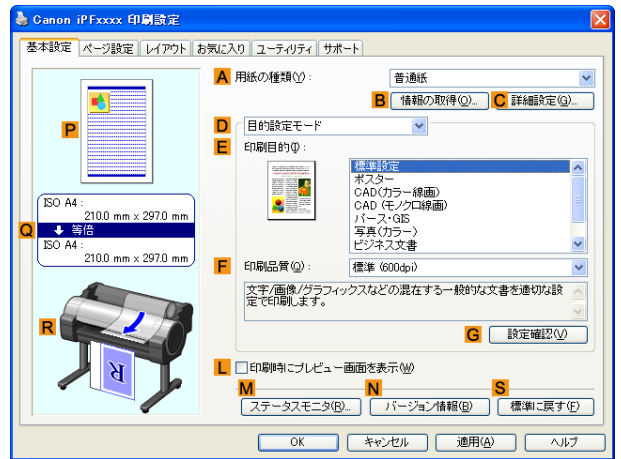 Canon iPFxxxx 印刷設定
基本設定 ページ設定 レイアウト お気に入り ユーティリティ サポート
A 用紙の種類(Y): 普通紙
B 情報の取得(O)... C 詳細設定(G)...
P
D 目的設定モード
E 印刷目的(I):
標準設定
ポスター
CAD(カラー線画)
CAD (モノクロ線画)
パース・GIS
写真(カラー)
ビジネス文書
ISO A4 :
210.0 mm x 297.0 mm
Q 等倍
ISO A4 :
210.0 mm x 297.0 mm
F 印刷品質(Q): 標準 (600dpi)
文字/画像/グラフィックスなどの混在する一般的な文書を適切な設
定で印刷します。
G 設定確認(V)
R
R
L 印刷時にプレビュー画面を表示(W)
M N S
ステータスモニタ(R)... バージョン情報(B) 標準に戻す(F)
OK キャンセル 適用(A) ヘルプ